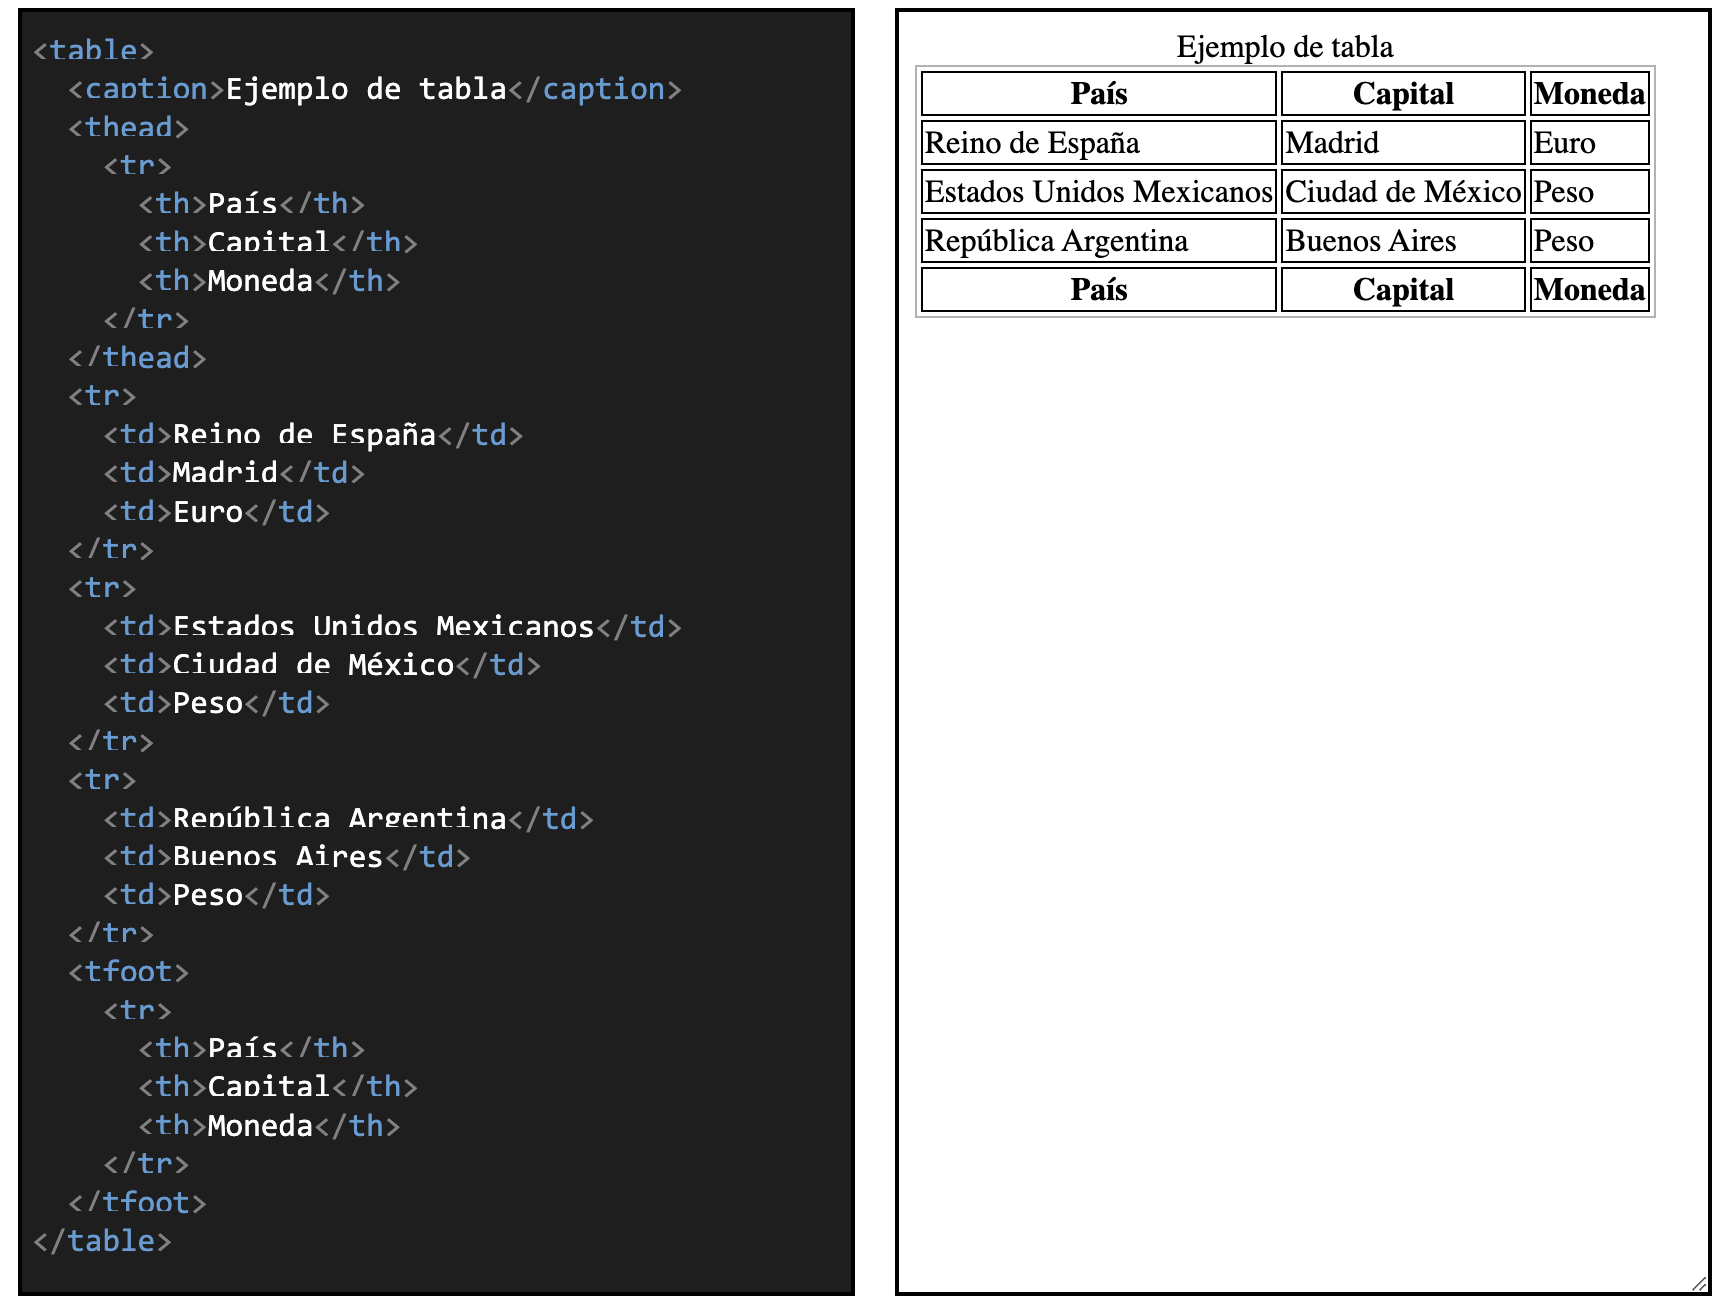 <table>
  <caption>Ejemplo de tabla</caption>
  <thead>
    <tr>
      <th>País</th>
      <th>Capital</th>
      <th>Moneda</th>
    </tr>
  </thead>
  <tr>
    <td>Reino de España</td>
    <td>Madrid</td>
    <td>Euro</td>
  </tr>
  <tr>
    <td>Estados Unidos Mexicanos</td>
    <td>Ciudad de México</td>
    <td>Peso</td>
  </tr>
  <tr>
    <td>República Argentina</td>
    <td>Buenos Aires</td>
    <td>Peso</td>
  </tr>
  <tfoot>
    <tr>
      <th>País</th>
      <th>Capital</th>
      <th>Moneda</th>
    </tr>
  </tfoot>
</table>
Ejemplo de tabla
País Capital Moneda
Reino de España Madrid Euro
Estados Unidos Mexicanos Ciudad de México Peso
República Argentina Buenos Aires Peso
País Capital Moneda